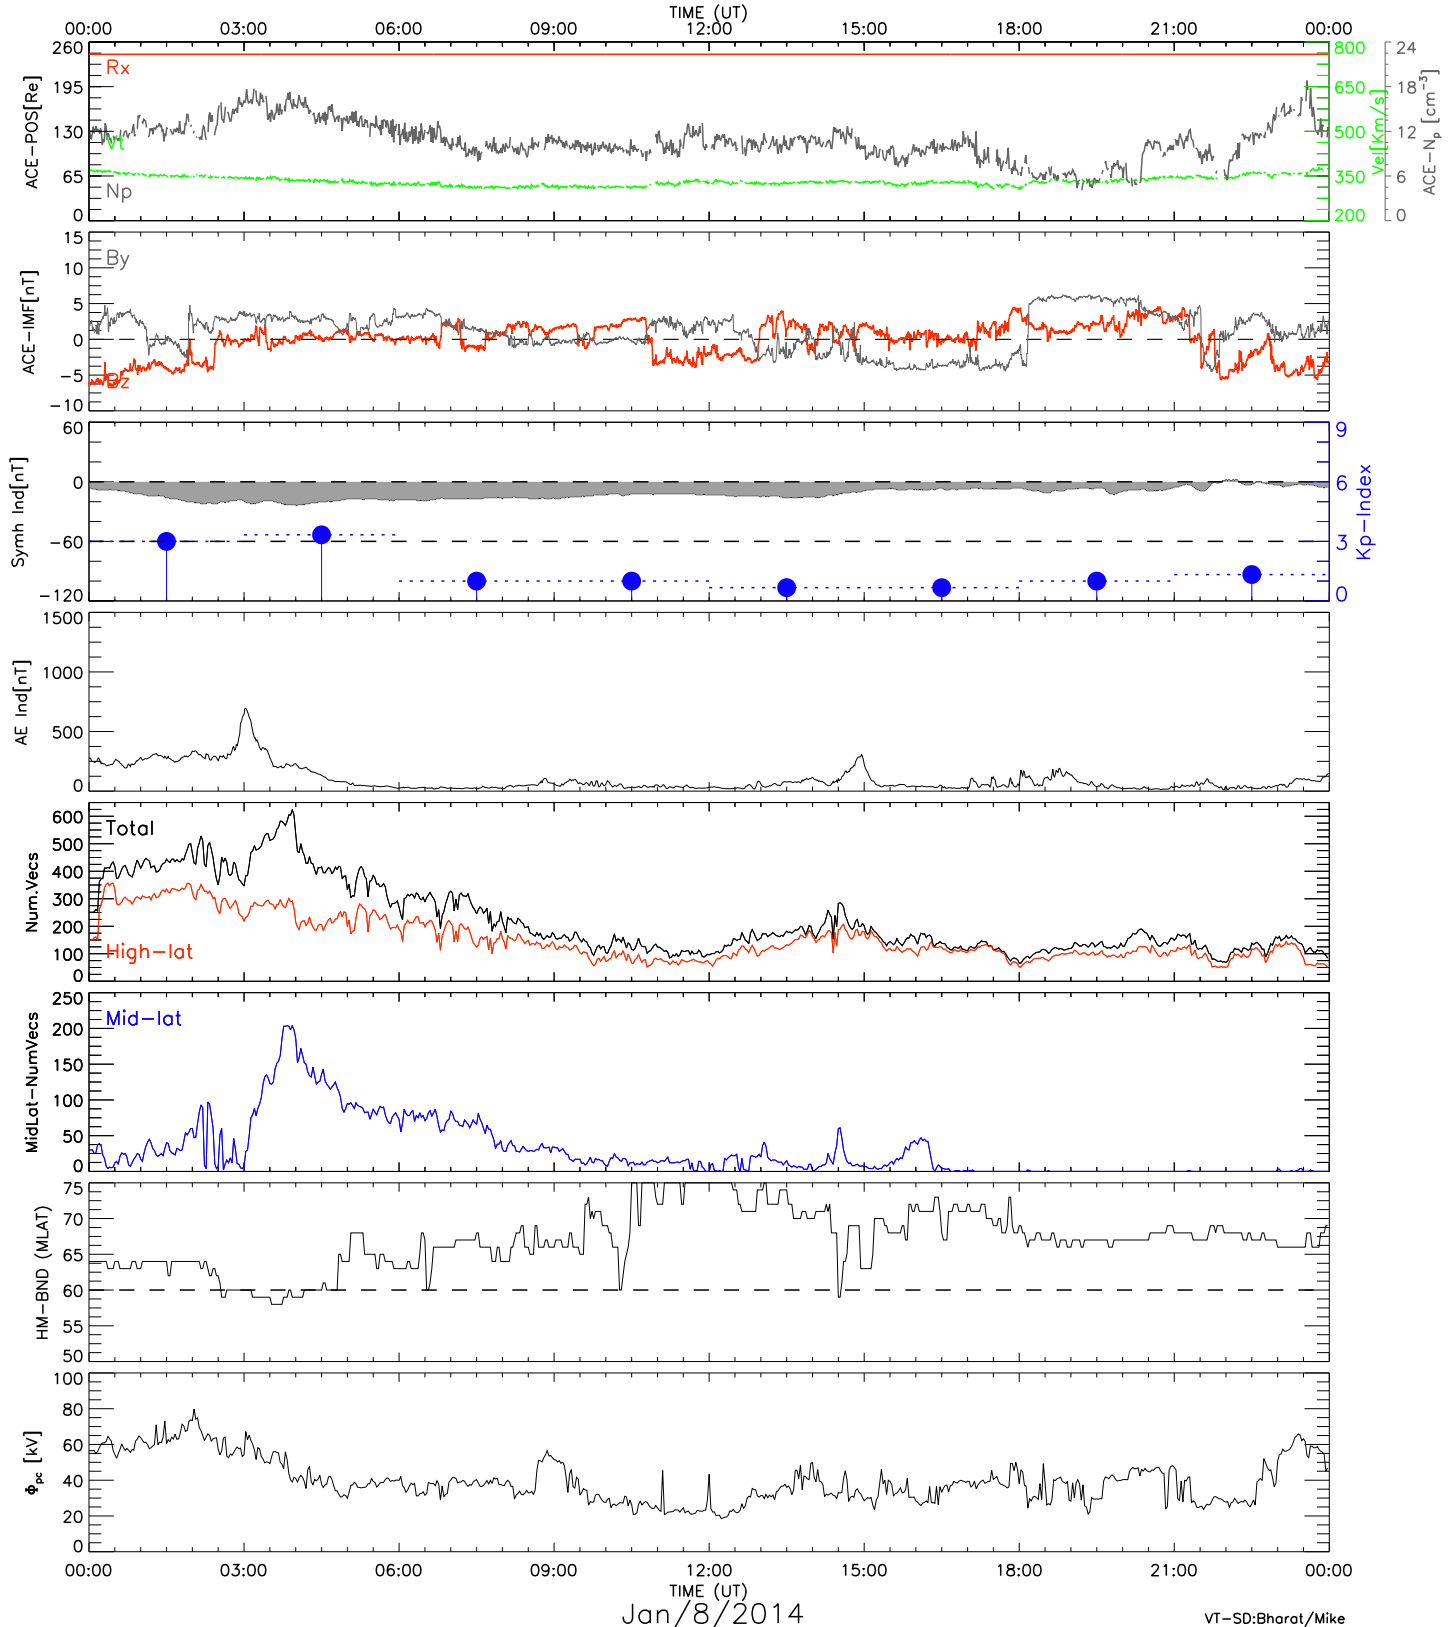 TIME (UT)
00:00 03:00 06:00 09:00 12:00 15:00 18:00 21:00 00:00
ACE-POS[Re]
260
195
130
65
0
Rx
Vt
Np
800
650
500
350
200
Vel[Km/s]
24
18
12
6
0
ACE-Np [cm-3]
ACE-IMF[nT]
15
10
5
0
-5
-10
By
Bz
Symh Ind[nT]
60
0
-60
-120
9
6
3
0
Kp-Index
AE Ind[nT]
1500
1000
500
0
Num.Vecs
600
500
400
300
200
100
0
Total
High-lat
MidLat-NumVecs
250
200
150
100
50
0
Mid-lat
HM-BND (MLAT)
75
70
65
60
55
50
Φpc [kV]
100
80
60
40
20
0
00:00 03:00 06:00 09:00 12:00 15:00 18:00 21:00 00:00
TIME (UT)
Jan/8/2014
VT-SD:Bharat/Mike